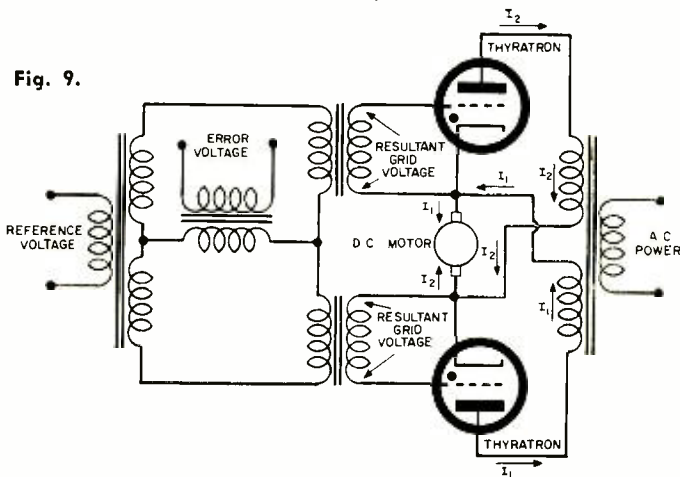 Fig. 9.
I₂
THYRATRON
ERROR
VOLTAGE
RESULTANT
GRID
VOLTAGE
I₁
I₂
REFERENCE
VOLTAGE
I₁
D C MOTOR
I₂
A C
POWER
I₂
I₁
RESULTANT
GRID
VOLTAGE
THYRATRON
I₁